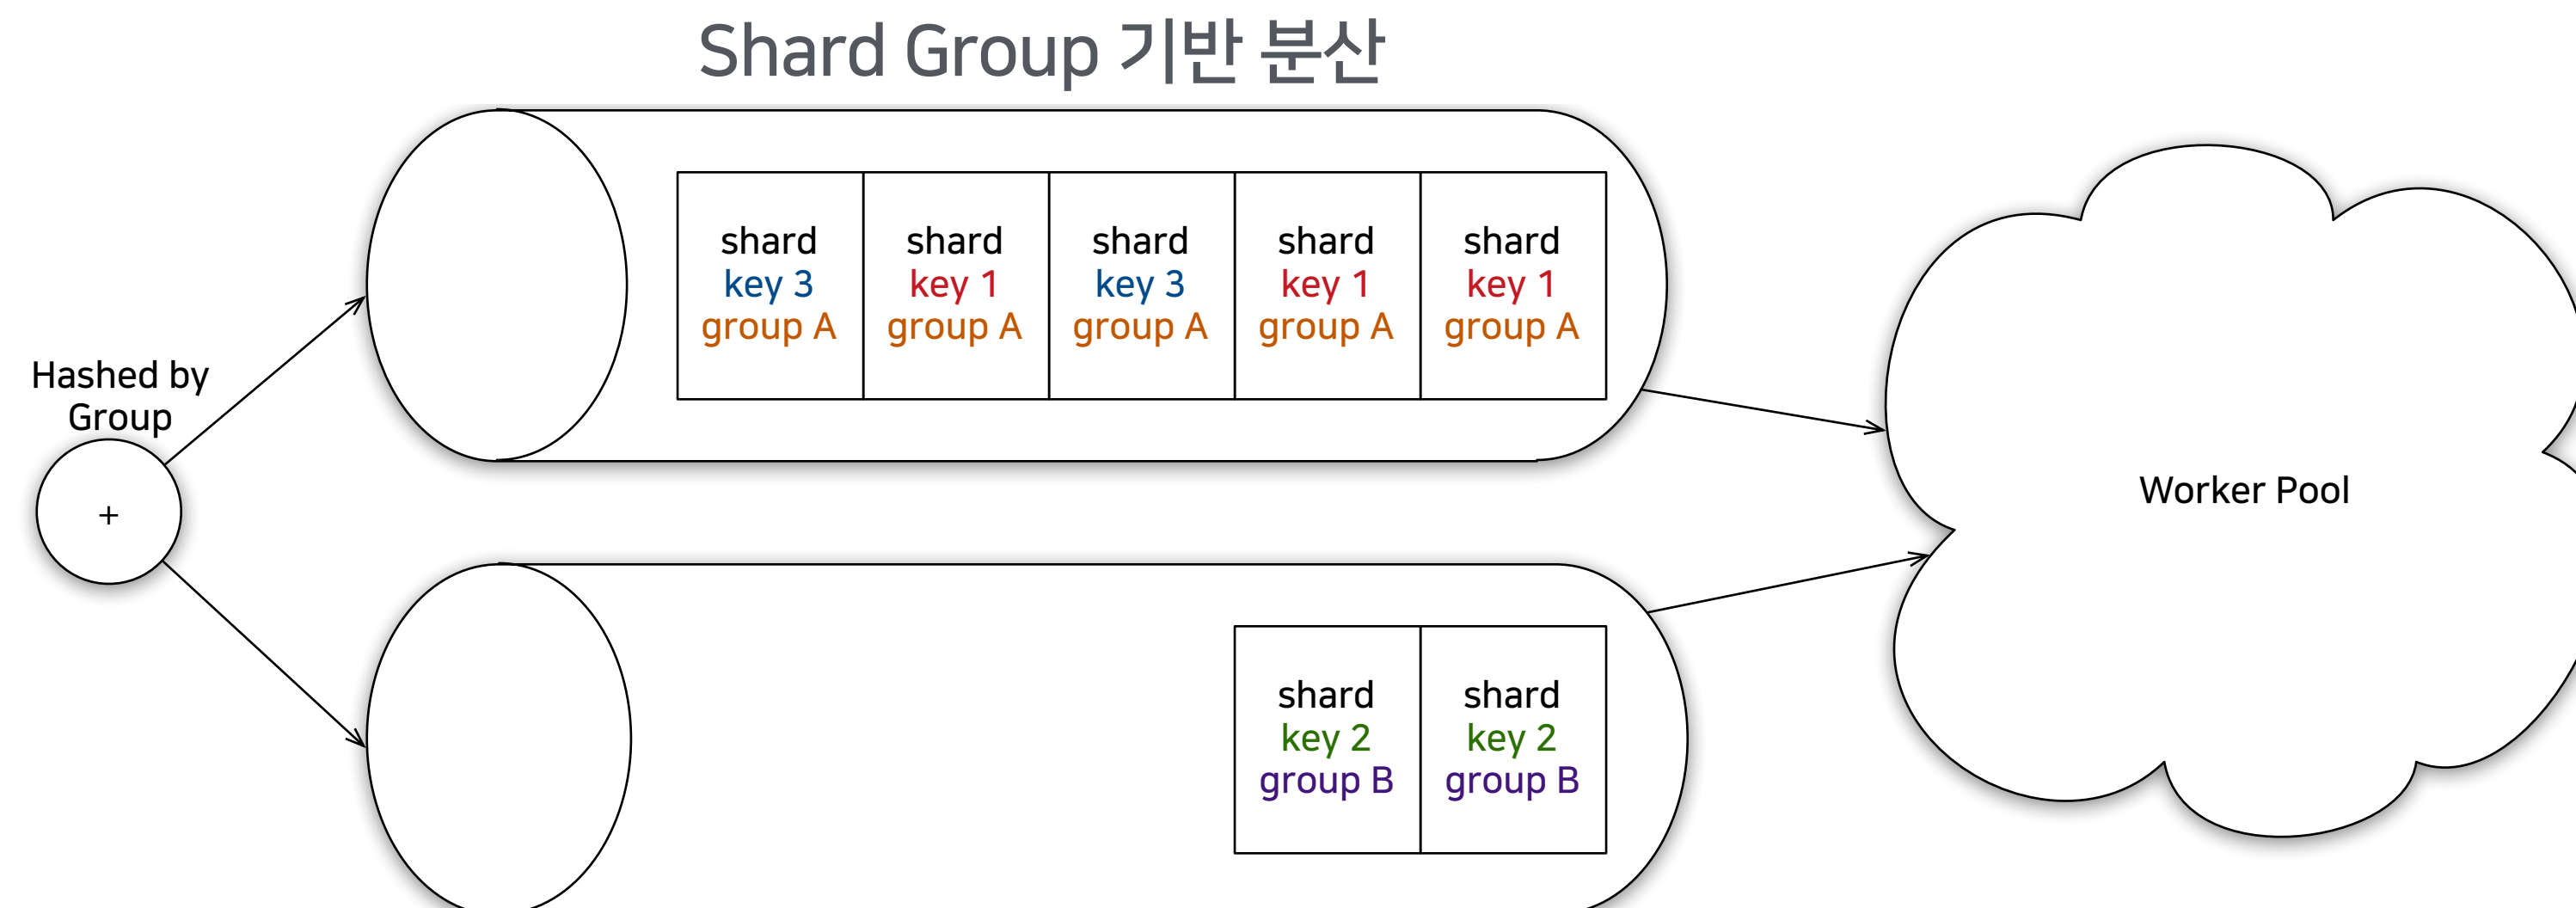 Shard Group 기반 분산
shard
key 3
group A
shard
key 1
group A
shard
key 3
group A
shard
key 1
group A
shard
key 1
group A
Hashed by
Group
+
Worker Pool
shard
key 2
group B
shard
key 2
group B